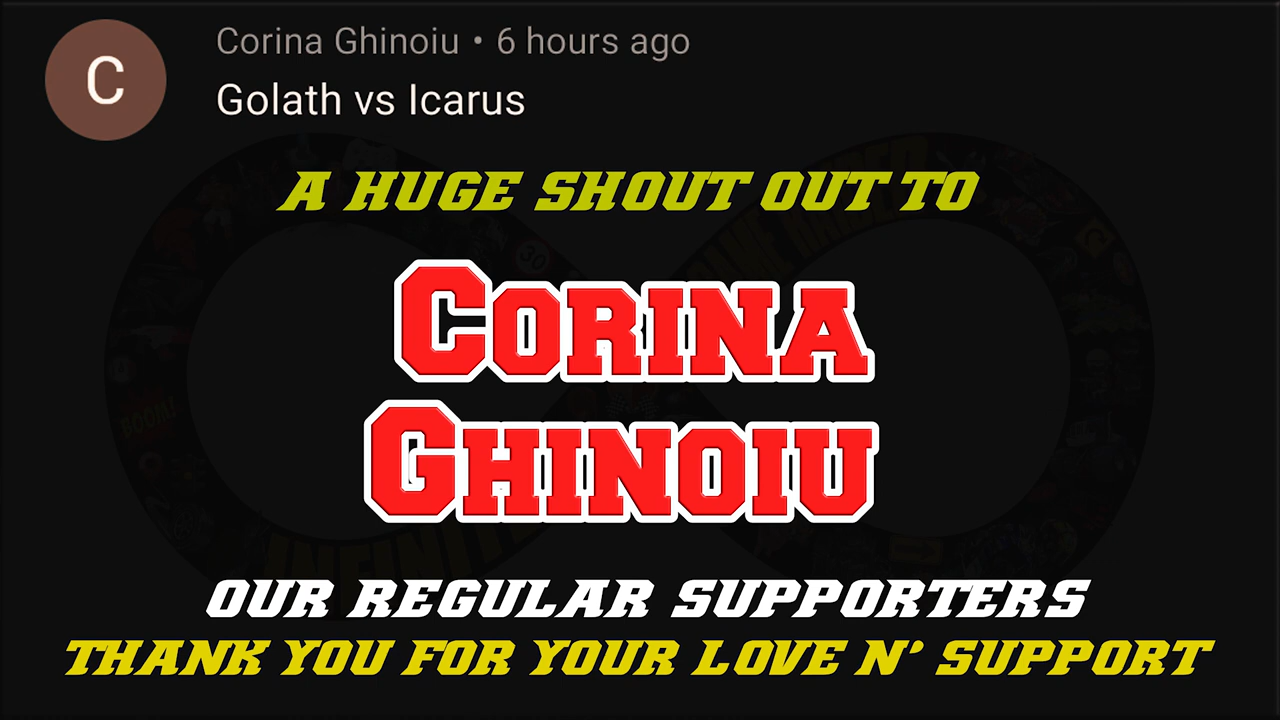 C
Corina Ghinoiu • 6 hours ago
Golath vs Icarus
A HUGE SHOUT OUT TO
CORINA
GHINOIU
OUR REGULAR SUPPORTERS
THANK YOU FOR YOUR LOVE N' SUPPORT